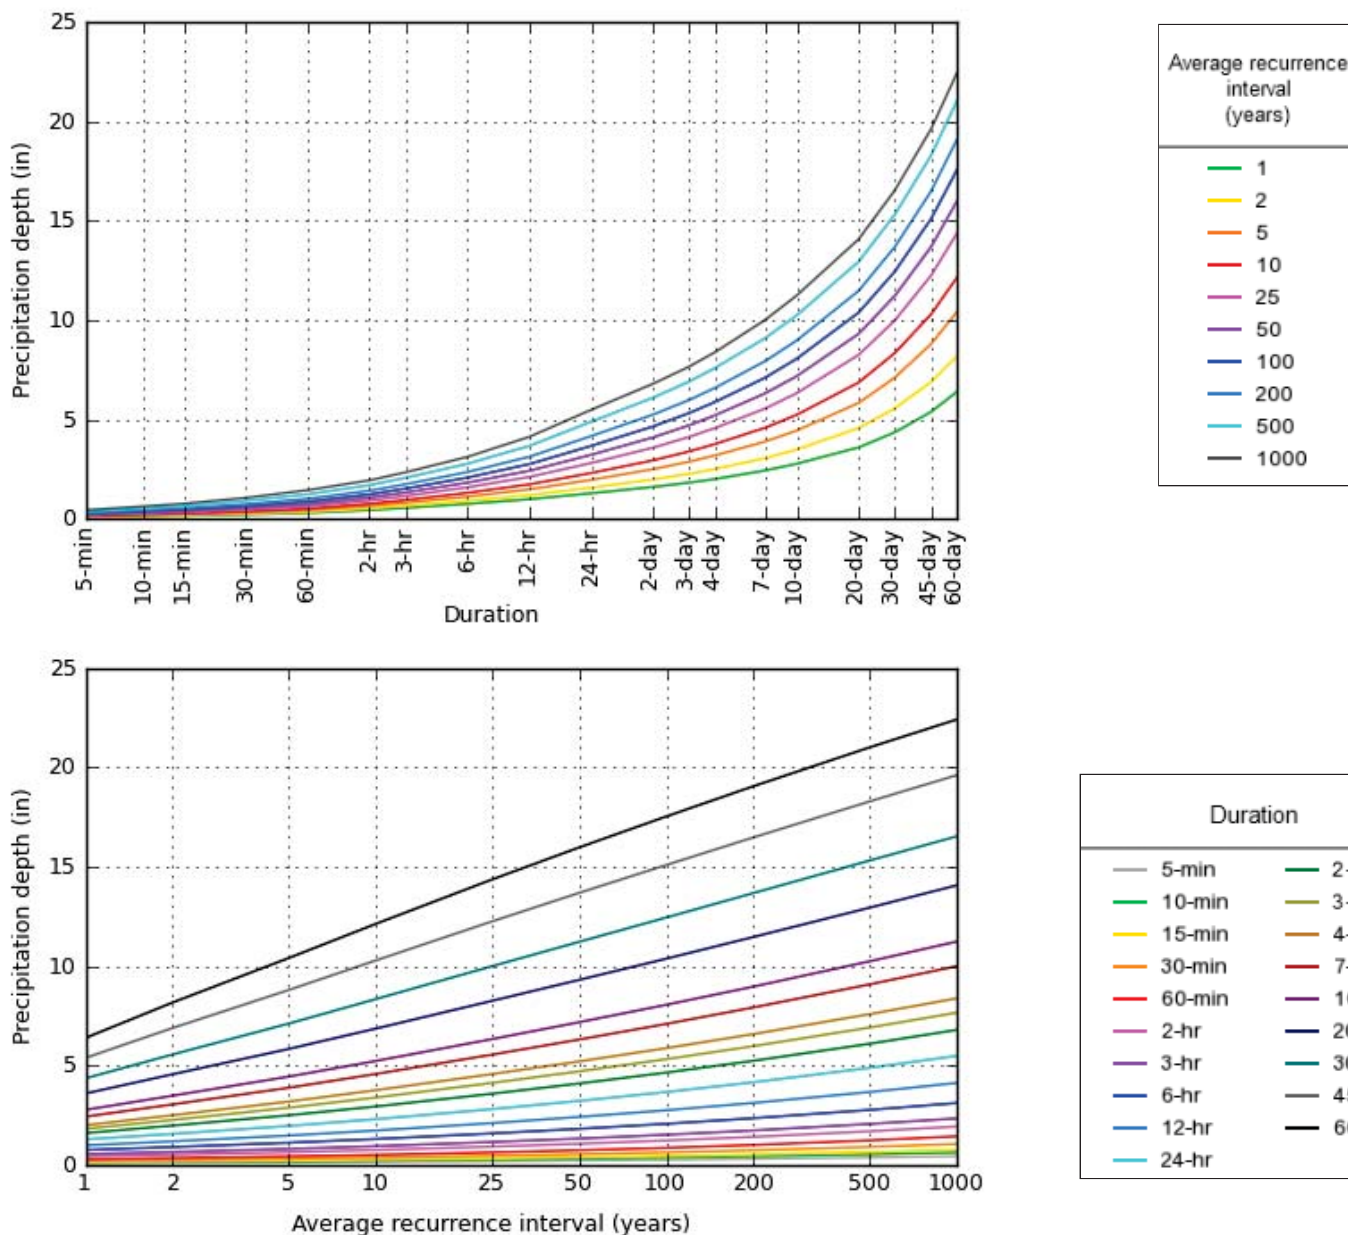 25
20
15
10
5
0
Precipitation depth (in)
5-min
10-min
15-min
30-min
60-min
2-hr
3-hr
6-hr
12-hr
24-hr
2-day
3-day
4-day
7-day
10-day
20-day
30-day
45-day
60-day
Duration
Average recurrence
interval
(years)
1
2
5
10
25
50
100
200
500
1000
25
20
15
10
5
0
Precipitation depth (in)
1 2 5 10 25 50 100 200 500 1000
Average recurrence interval (years)
Duration
5-min 2-
10-min 3-
15-min 4-
30-min 7-
60-min
2-hr
3-hr
6-hr
12-hr
24-hr